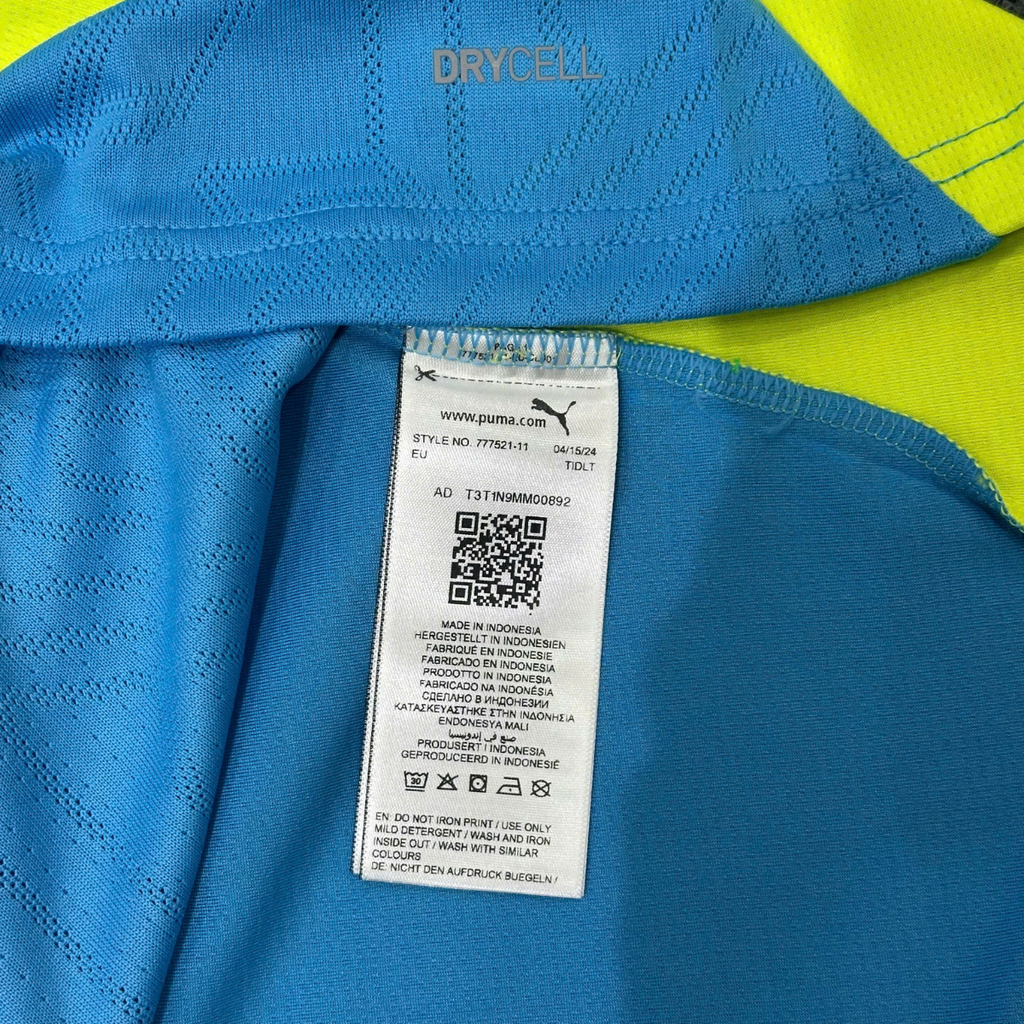 DRYCELL
www.puma.com
STYLE NO. 777521-11 04/15/24
EU TIDLT
AD T3T1N9MM00892
MADE IN INDONESIA
HERGESTELLT IN INDONESIEN
FABRIQUÉ EN INDONESIE
FABRICADO EN INDONESIA
PRODOTTO IN INDONESIA
FABRICADO NA INDONÉSIA
СДЕЛАНО В ИНДОНЕЗИИ
ΚΑΤΑΣΚΕΥΑΣΤΗΚΕ ΣΤΗΝ ΙΝΔΟΝΗΣΙΑ
ENDONESYA MALI
صنع في إندونيسيا
PRODUSERT I INDONESIA
GEPRODUCEERD IN INDONESIË
30
EN: DO NOT IRON PRINT / USE ONLY
MILD DETERGENT / WASH AND IRON
INSIDE OUT / WASH WITH SIMILAR
COLOURS
DE: NICHT DEN AUFDRUCK BUEGELN /